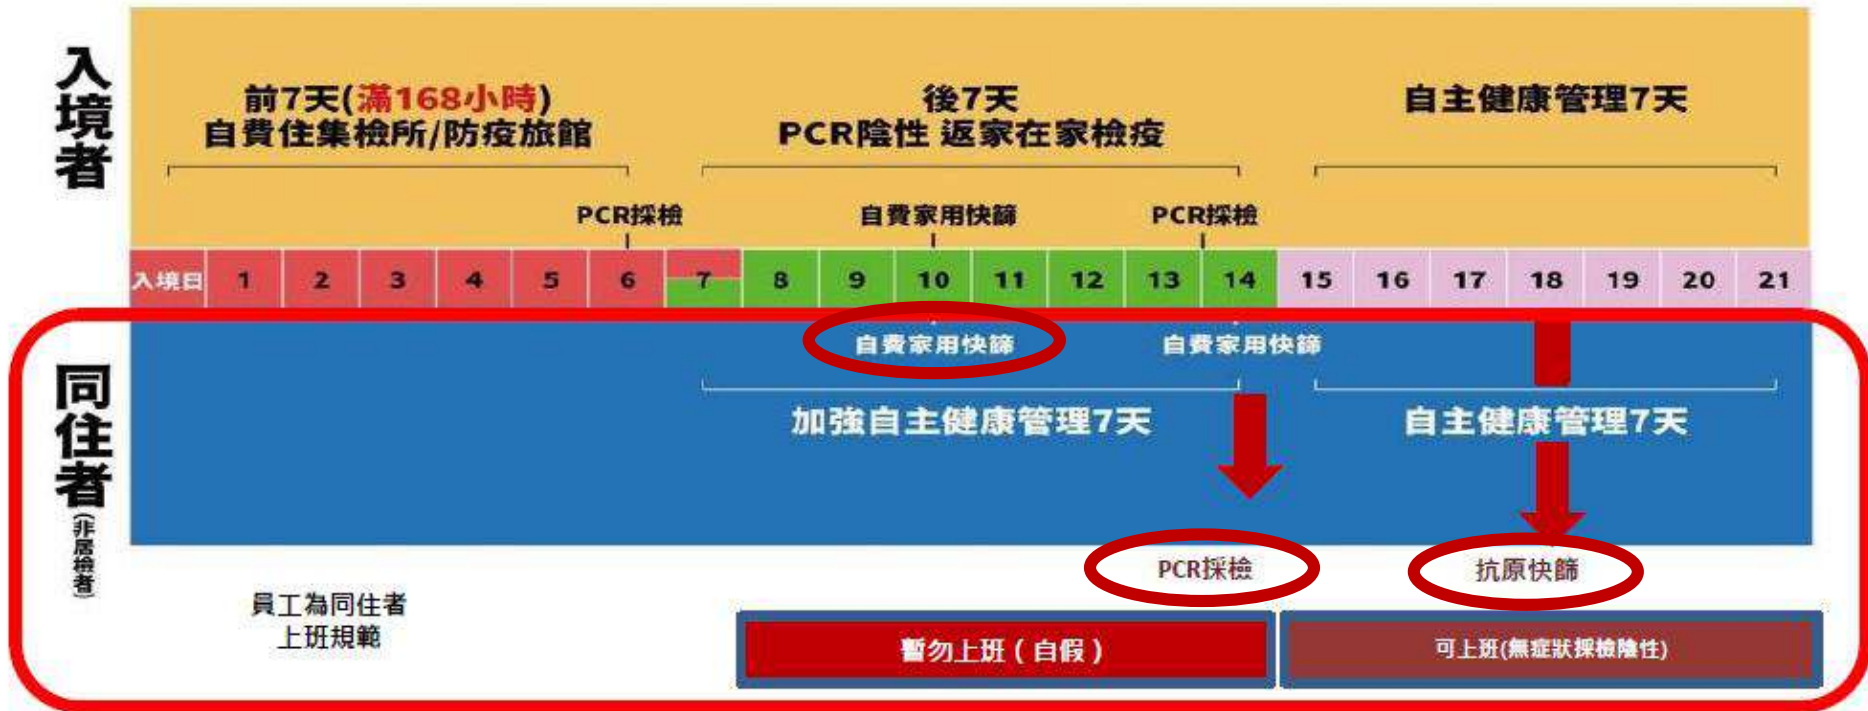 入境者
前7天(滿168小時)
自費住集檢所/防疫旅館
後7天
PCR陰性 返家在家檢疫
自主健康管理7天
PCR採檢
自費家用快篩
PCR採檢
入境日 1 2 3 4 5 6 7 8 9 10 11 12 13 14 15 16 17 18 19 20 21
同住者(非居檢者)
自費家用快篩
自費家用快篩
加強自主健康管理7天
自主健康管理7天
PCR採檢
抗原快篩
員工為同住者
上班規範
暫勿上班(自假)
可上班(無症狀採檢陰性)